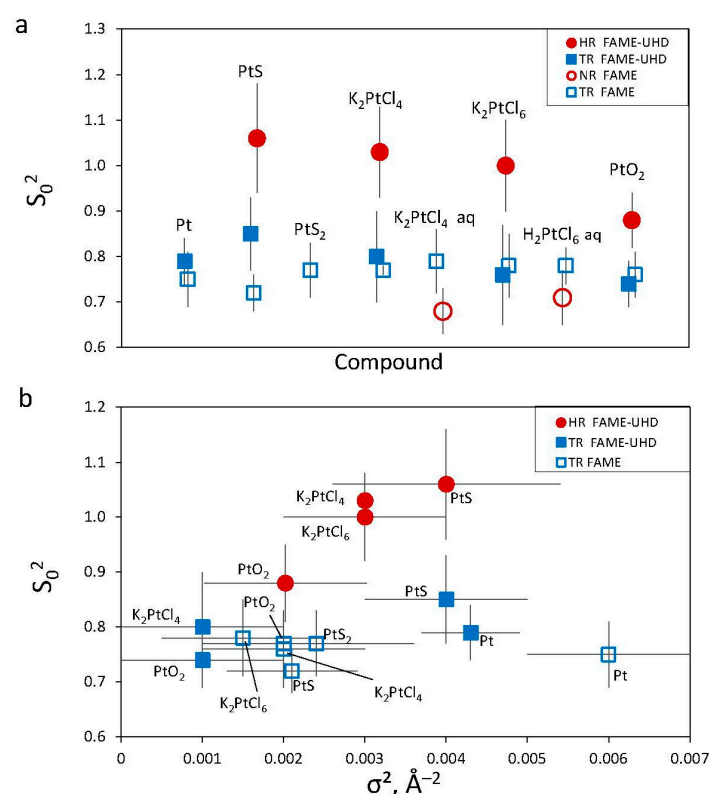 a
1.3
1.2
1.1
1.0
0.9
0.8
0.7
0.6
S₀²
HR FAME-UHD
TR FAME-UHD
NR FAME
TR FAME
PtS
K₂PtCl₄
K₂PtCl₆
PtO₂
Pt
PtS₂
K₂PtCl₄ aq
H₂PtCl₆ aq
Compound
b
1.2
1.1
1.0
0.9
0.8
0.7
0.6
S₀²
HR FAME-UHD
TR FAME-UHD
TR FAME
K₂PtCl₄
PtS
K₂PtCl₆
PtO₂
PtS
K₂PtCl₄
PtO₂
PtS₂
Pt
PtO₂
PtS
K₂PtCl₄
Pt
K₂PtCl₆
0 0.001 0.002 0.003 0.004 0.005 0.006 0.007
σ², Å⁻²